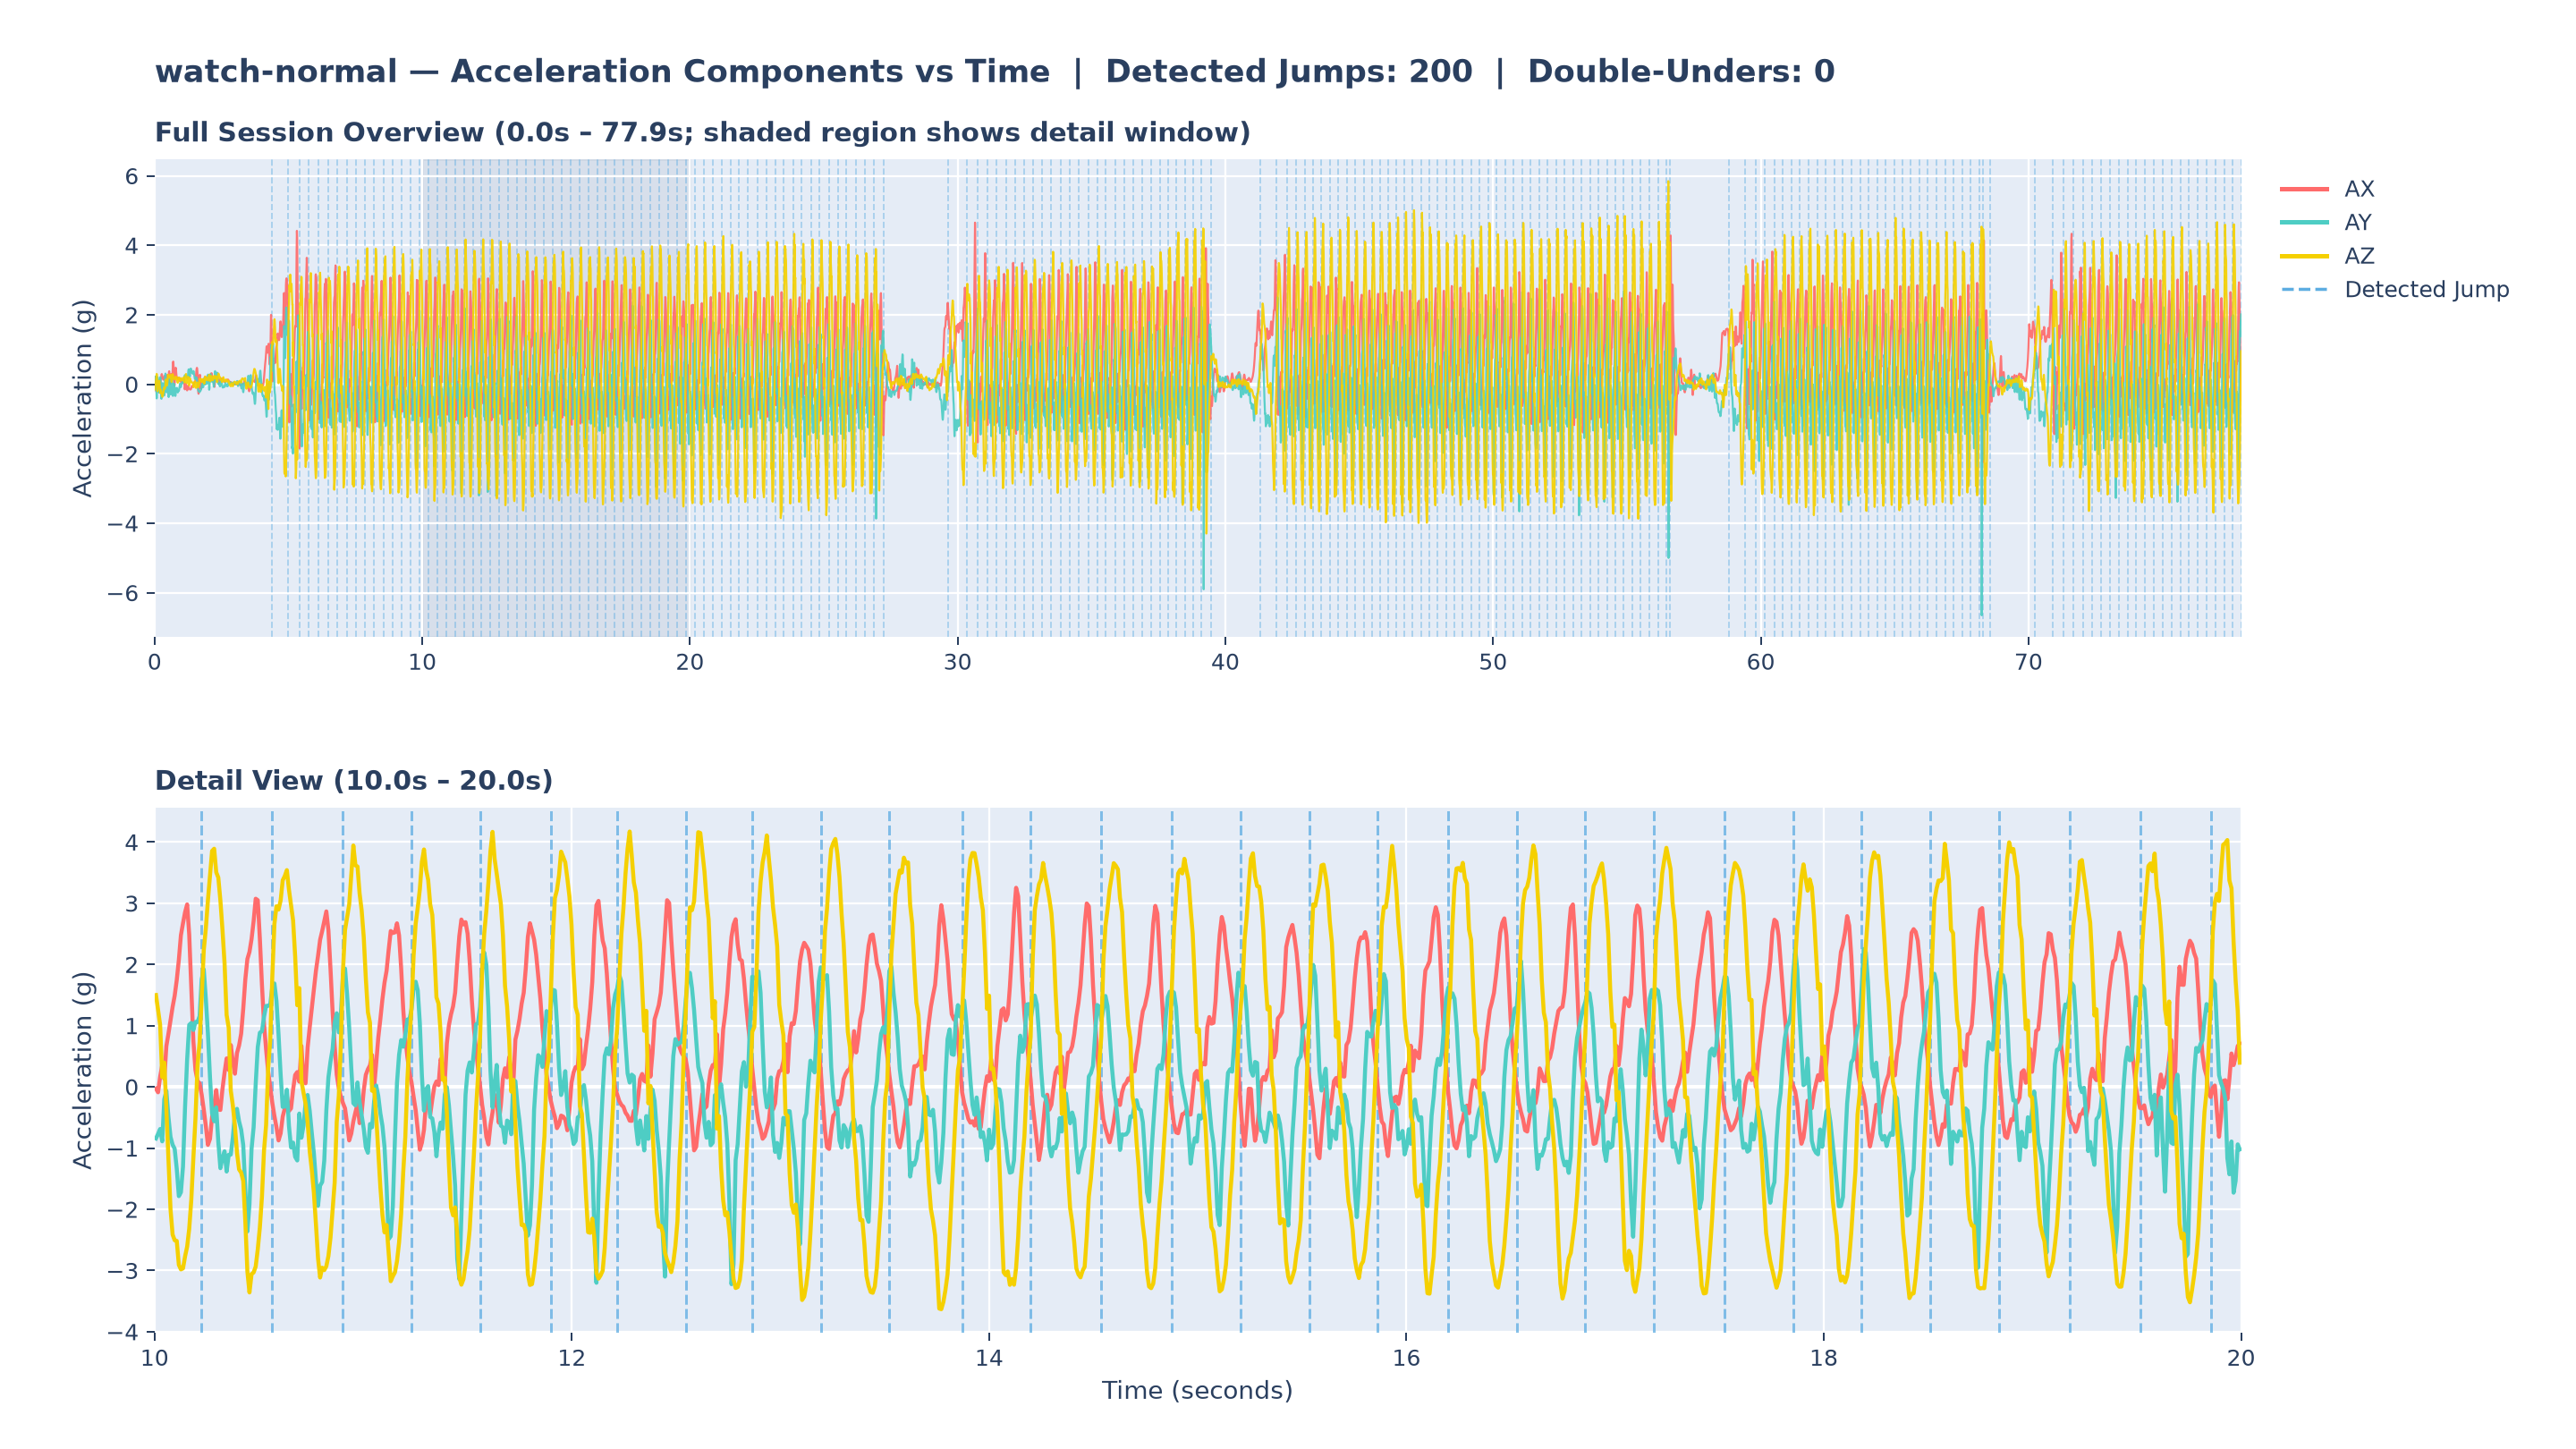 watch-normal — Acceleration Components vs Time | Detected Jumps: 200 | Double-Unders: 0
Full Session Overview (0.0s – 77.9s; shaded region shows detail window)
6
4
2
0
−2
−4
−6
Acceleration (g)
0 10 20 30 40 50 60 70
AX
AY
AZ
Detected Jump
Detail View (10.0s – 20.0s)
4
3
2
1
0
−1
−2
−3
−4
Acceleration (g)
10 12 14 16 18 20
Time (seconds)